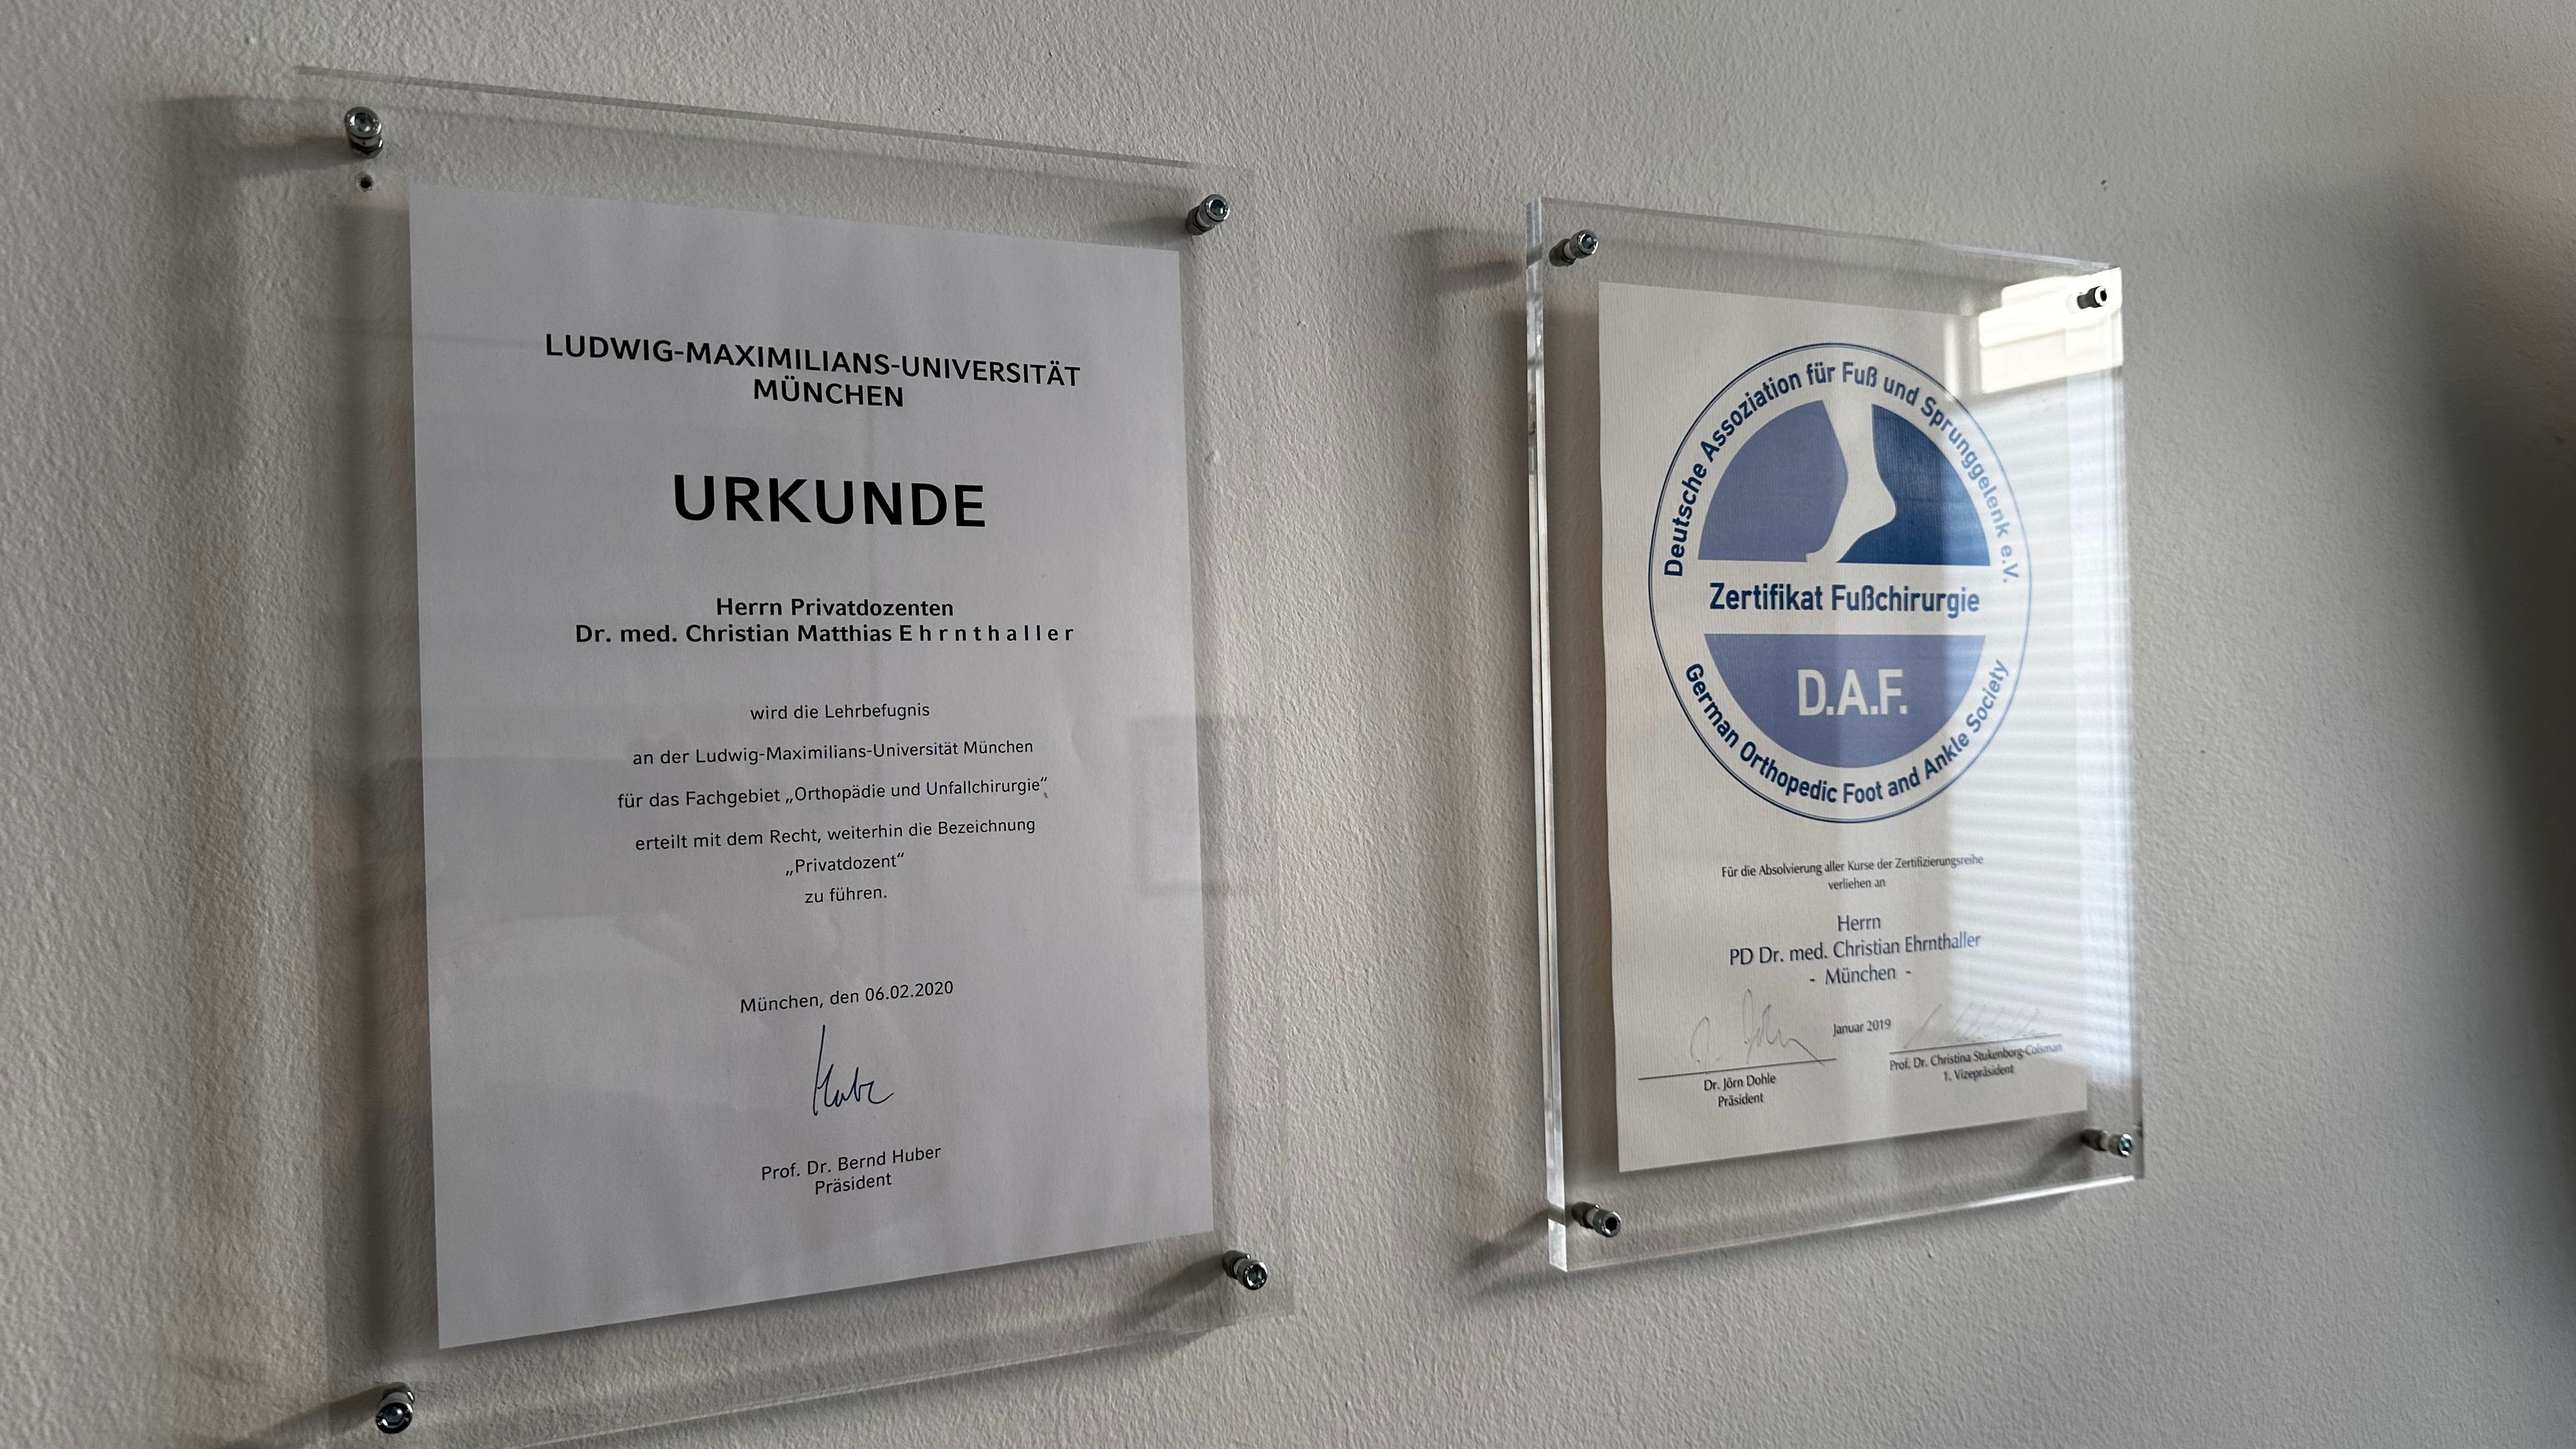 LUDWIG-MAXIMILIANS-UNIVERSITÄT
MÜNCHEN
URKUNDE
Herrn Privatdozenten
Dr. med. Christian Matthias Ehrnthaller
wird die Lehrbefugnis
an der Ludwig-Maximilians-Universität München
für das Fachgebiet „Orthopädie und Unfallchirurgie“
erteilt mit dem Recht, weiterhin die Bezeichnung
„Privatdozent“
zu führen.
München, den 06.02.2020
Prof. Dr. Bernd Huber
Präsident
Deutsche Assoziation für Fuß und Sprunggelenk e.V.
Zertifikat Fußchirurgie
D.A.F.
German Orthopedic Foot and Ankle Society
Für die Absolvierung aller Kurse der Zertifizierungsreihe
verliehen an
Herrn
PD Dr. med. Christian Ehrnthaller
- München -
Januar 2019
Dr. Jörn Dohle
Präsident
Prof. Dr. Christina Stukenborg-Colsman
1. Vizepräsident